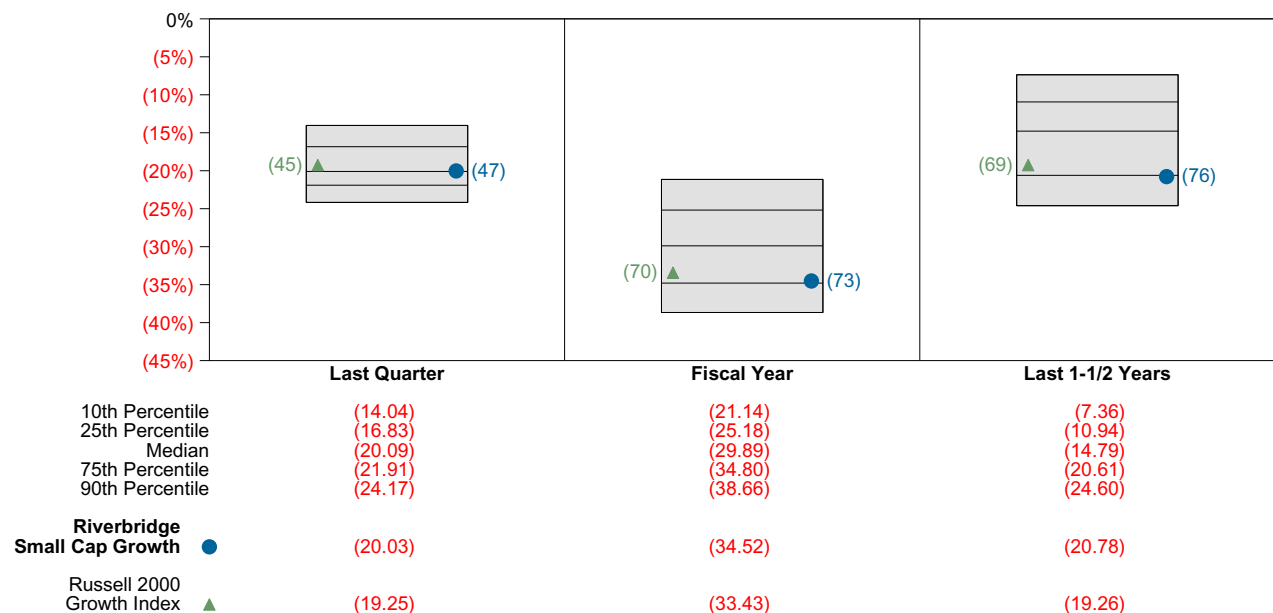 0%
(5%)
(10%)
(15%)
(20%)
(25%)
(30%)
(35%)
(40%)
(45%)
(45) (47)
(70) (73)
(69) (76)
Last Quarter Fiscal Year Last 1-1/2 Years
10th Percentile (14.04) (21.14) (7.36)
25th Percentile (16.83) (25.18) (10.94)
Median (20.09) (29.89) (14.79)
75th Percentile (21.91) (34.80) (20.61)
90th Percentile (24.17) (38.66) (24.60)
Riverbridge
Small Cap Growth (20.03) (34.52) (20.78)
Russell 2000
Growth Index (19.25) (33.43) (19.26)